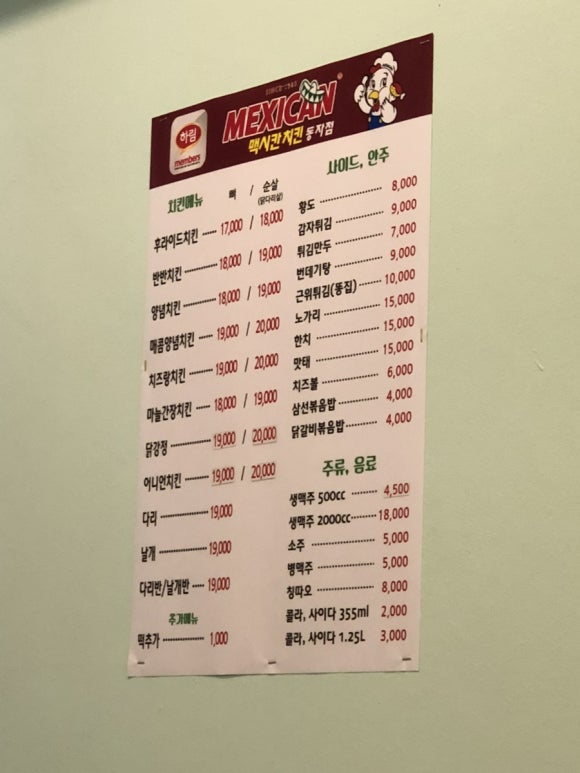 하림
members
MEXICAN
맥시칸치킨 동자점
치킨메뉴 뼈 / 순살
(닭다리살)
후라이드치킨 17,000 / 18,000
반반치킨 18,000 / 19,000
양념치킨 18,000 / 19,000
매콤양념치킨 19,000 / 20,000
치즈랑치킨 19,000 / 20,000
마늘간장치킨 18,000 / 19,000
닭강정 19,000 / 20,000
어니언치킨 19,000 / 20,000
다리 19,000
날개 19,000
다리반/날개반 19,000
추가메뉴
떡추가 1,000
사이드, 안주
황도 8,000
감자튀김 9,000
튀김만두 7,000
번데기탕 9,000
근위튀김(똥집) 10,000
노가리 15,000
한치 15,000
먓태 15,000
치즈볼 6,000
삼선볶음밥 4,000
닭갈비볶음밥 4,000
주류, 음료
생맥주 500cc 4,500
생맥주 2000cc 18,000
소주 5,000
병맥주 5,000
칭따오 8,000
콜라, 사이다 355ml 2,000
콜라, 사이다 1.25L 3,000